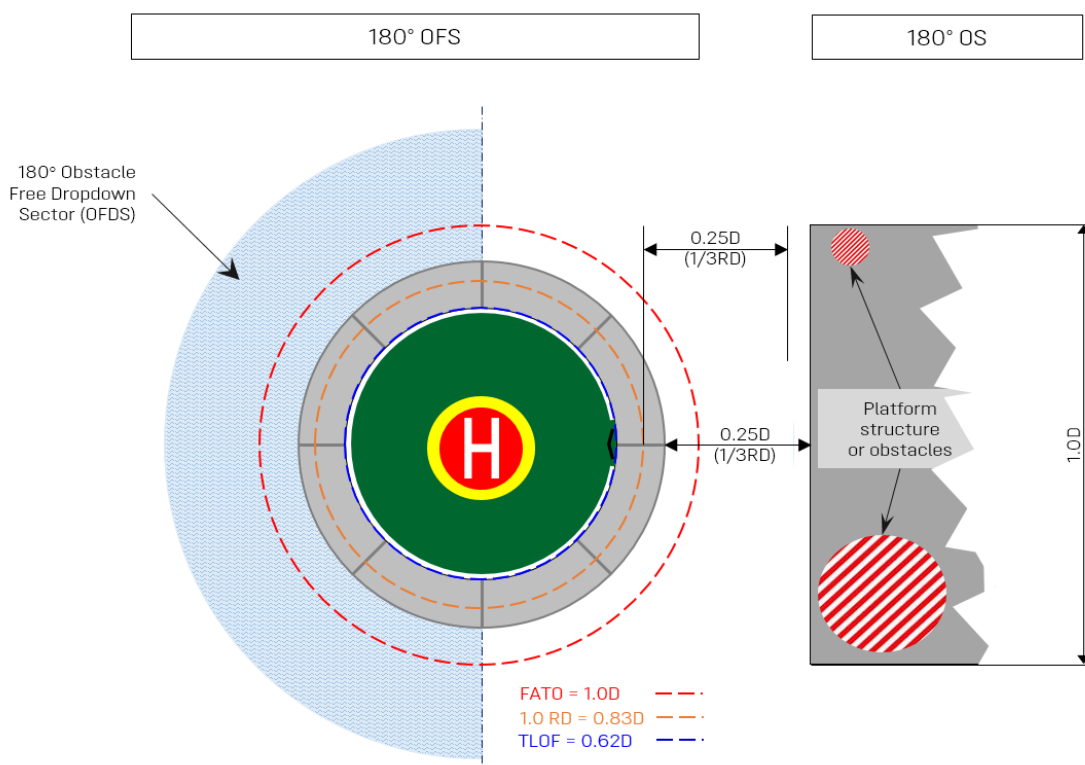 180° OFS
180° OS
180° Obstacle
Free Dropdown
Sector (OFDS)
0.25D
(1/3RD)
H
0.25D
(1/3RD)
Platform
structure
or obstacles
1.0D
FATO = 1.0D
1.0 RD = 0.83D
TLOF = 0.62D